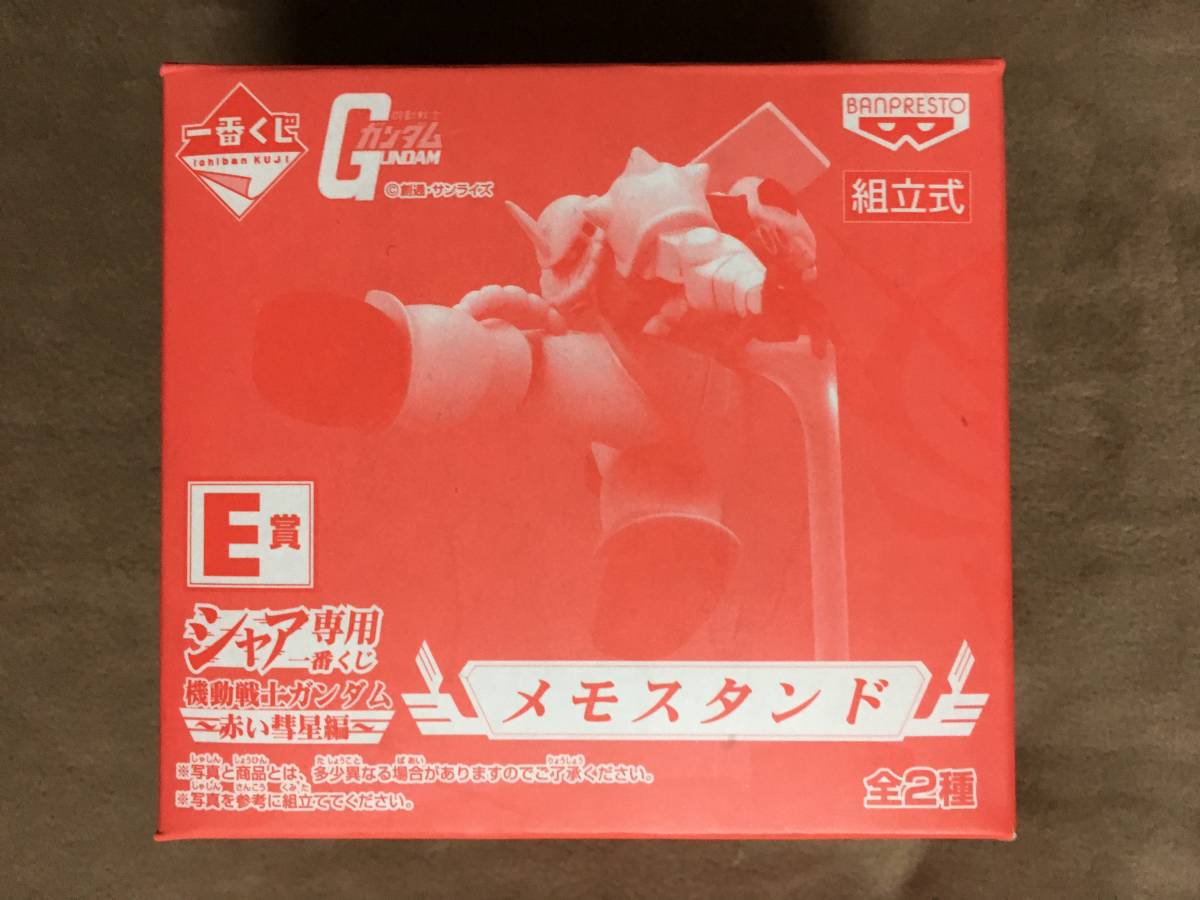 一番くじ
Ichiban KUJI
機動戦士
ガンダム
GUNDAM
©創通・サンライズ
BANPRESTO
組立式
E賞
シャア専用
一番くじ
機動戦士ガンダム
～赤い彗星編～
メモスタンド
※写真と商品とは、多少異なる場合がありますのでご了承ください。
※写真を参考に組立ててください。
全2種